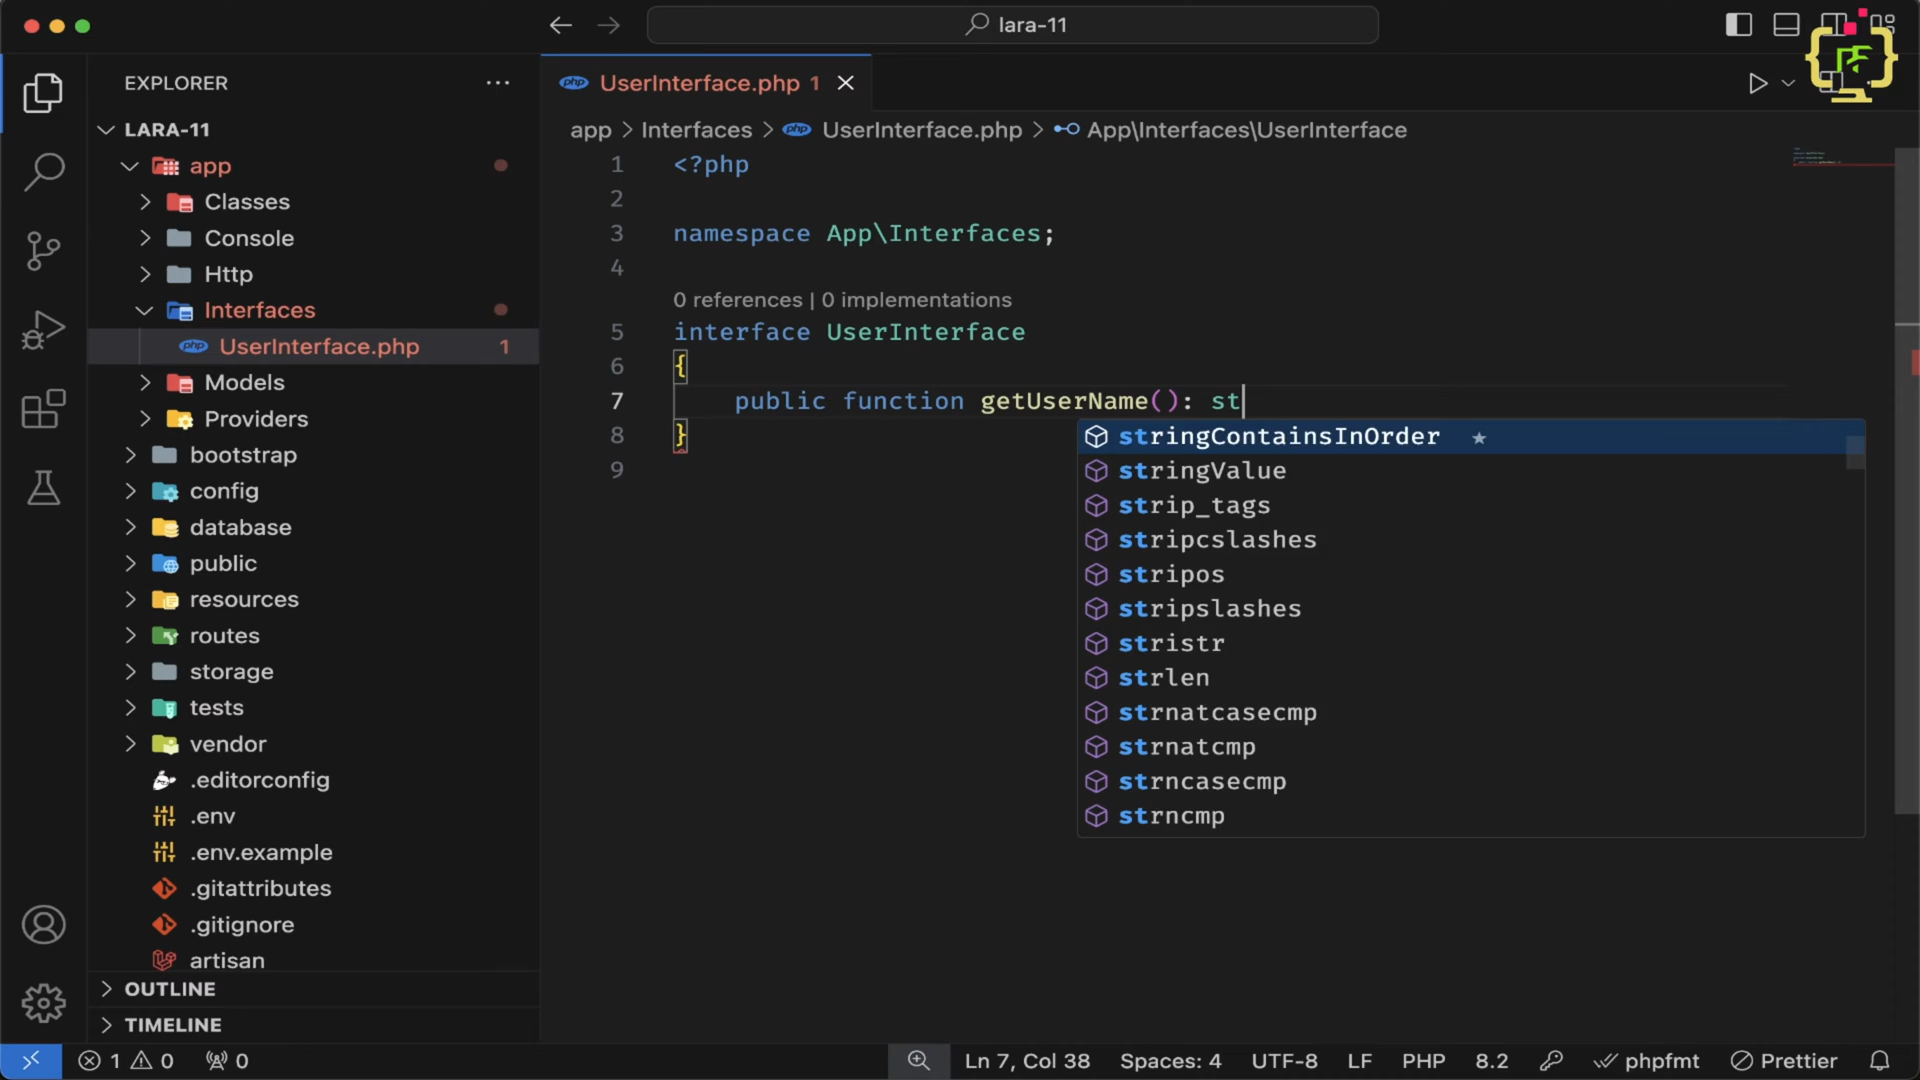 lara-11
EXPLORER
UserInterface.php 1
LARA-11
app > Interfaces > UserInterface.php > App\Interfaces\UserInterface
app
Classes
Console
Http
Interfaces
UserInterface.php 1
Models
Providers
bootstrap
config
database
public
resources
routes
storage
tests
vendor
.editorconfig
.env
.env.example
.gitattributes
.gitignore
artisan
OUTLINE
TIMELINE
1 <?php
2
3 namespace App\Interfaces;
4
0 references | 0 implementations
5 interface UserInterface
6 {
7 public function getUserName(): st
8 }
9
stringContainsInOrder
stringValue
strip_tags
stripcslashes
stripos
stripslashes
stristr
strlen
strnatcasecmp
strnatcmp
strncasecmp
strncmp
1 0 0 Ln 7, Col 38 Spaces: 4 UTF-8 LF PHP 8.2 phpfmt Prettier